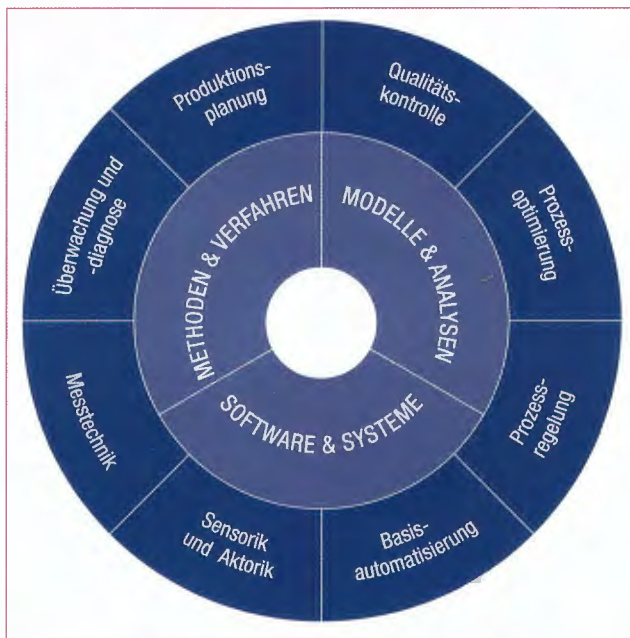 Produktions-
planung
Qualitäts-
kontrolle
Prozess-
optimierung
Prozess-
regelung
Basis-
automatisierung
Sensorik
und Aktorik
Messtechnik
Überwachung und
-diagnose
METHODEN & VERFAHREN
MODELLE & ANALYSEN
SOFTWARE & SYSTEME